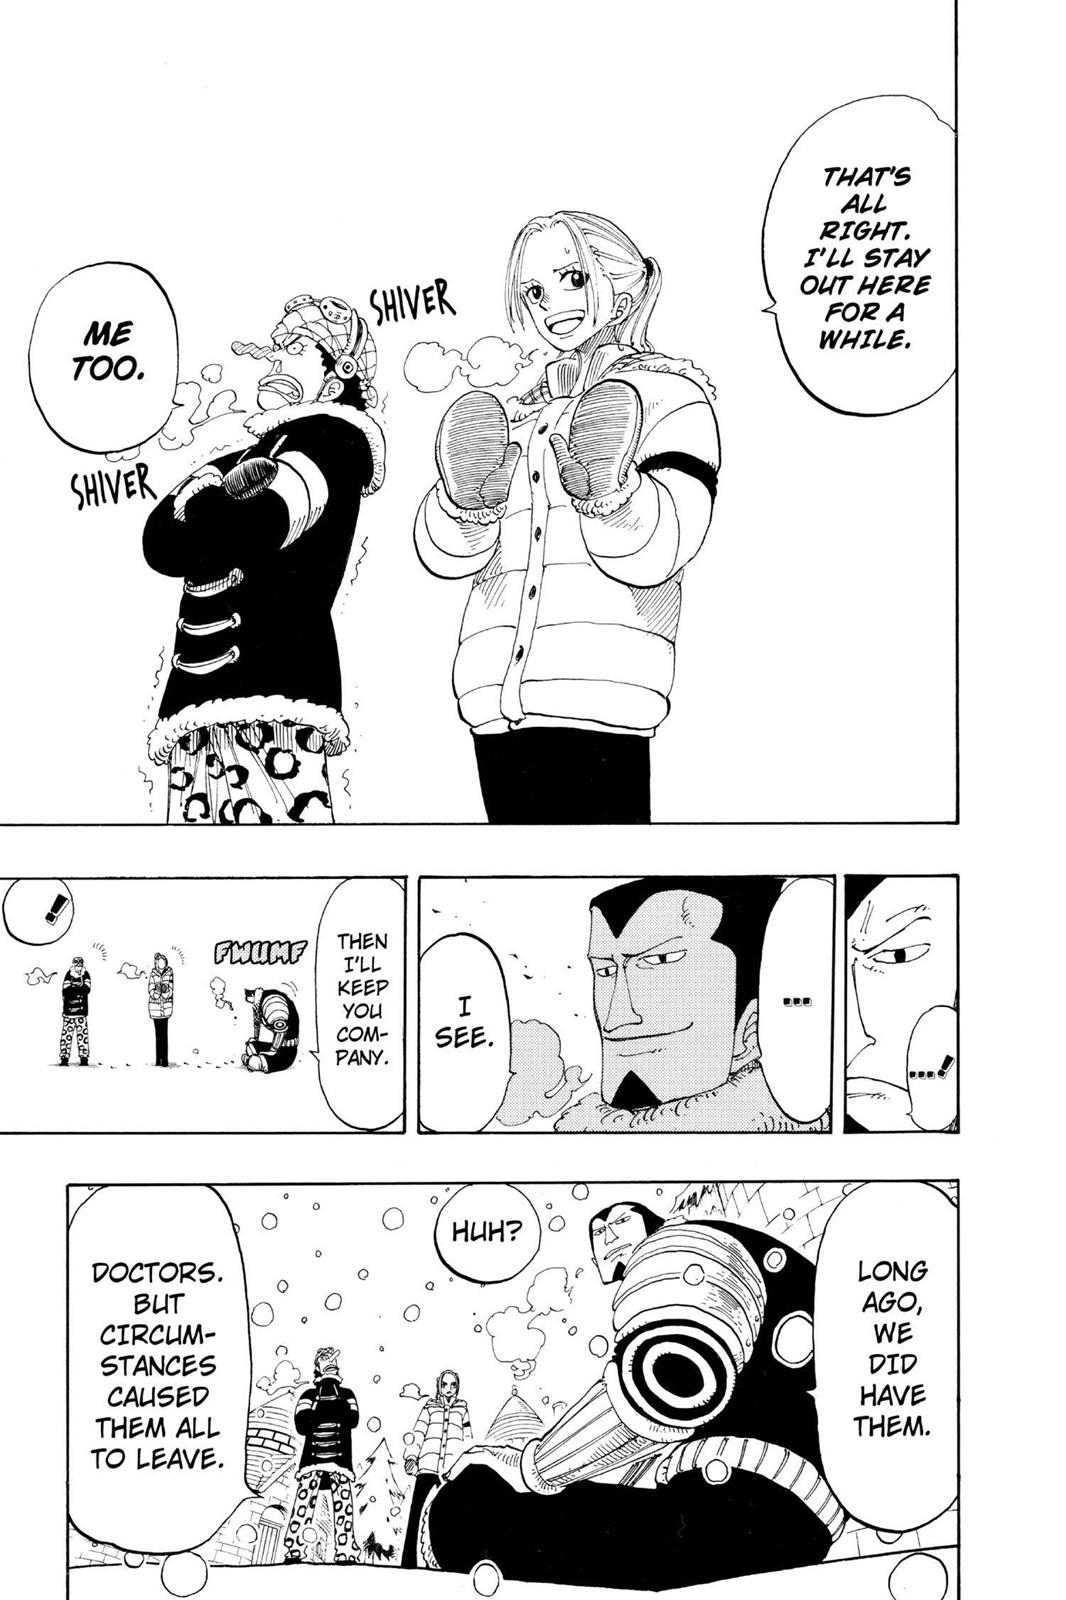 THAT'S
ALL
RIGHT.
I'LL STAY
OUT HERE
FOR A
WHILE.
SHIVER
ME
TOO.
SHIVER
....!
...
I
SEE.
THEN
I'LL
KEEP
YOU
COM-
PANY.
FWUMF
!
LONG
AGO,
WE
DID
HAVE
THEM.
HUH?
DOCTORS.
BUT
CIRCUM-
STANCES
CAUSED
THEM ALL
TO LEAVE.